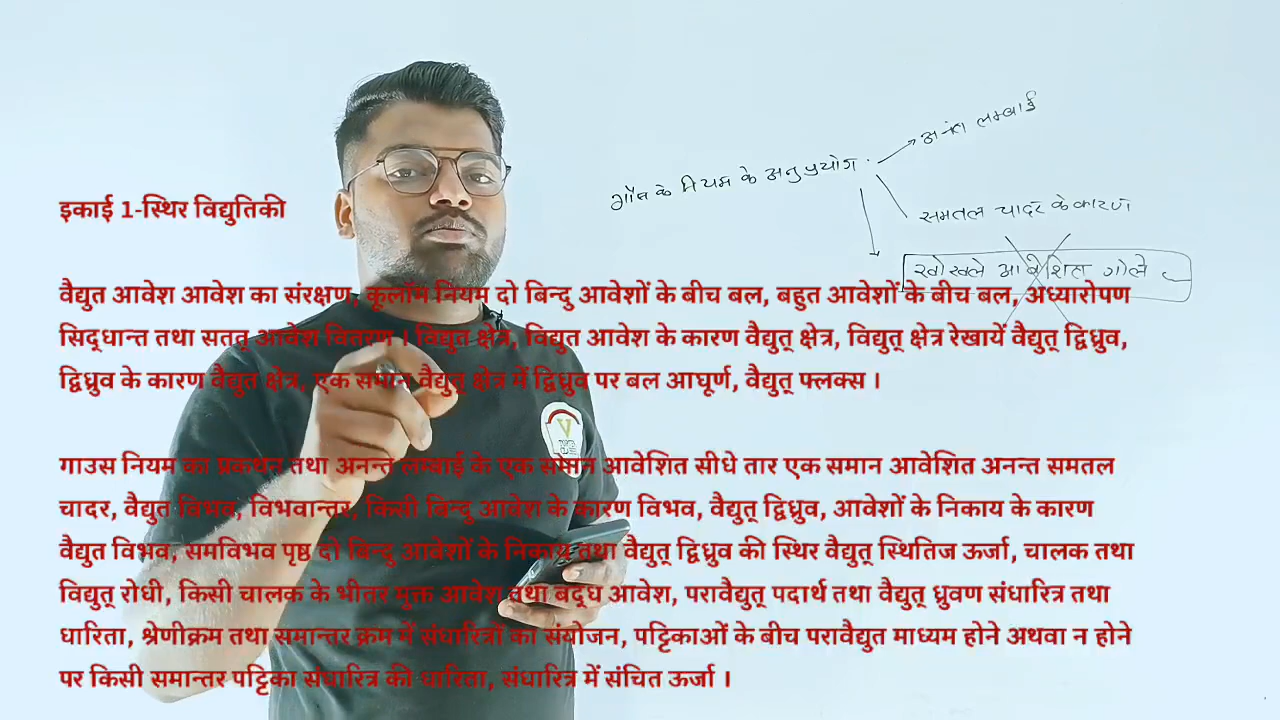 गॉस के नियम के अनुप्रयोग
अनंत लम्बाई
समतल चादर के कारण
खोखले आवेशित गोले
इकाई 1-स्थिर विद्युतिकी
वैद्युत आवेश आवेश का संरक्षण, कूलॉम नियम दो बिन्दु आवेशों के बीच बल, बहुत आवेशों के बीच बल, अध्यारोपण
सिद्धान्त तथा सतत् आवेश वितरण । विद्युत क्षेत्र, विद्युत आवेश के कारण वैद्युत् क्षेत्र, विद्युत् क्षेत्र रेखायें वैद्युत् द्विध्रुव,
द्विध्रुव के कारण वैद्युत क्षेत्र, एक समान वैद्युत् क्षेत्र में द्विध्रुव पर बल आघूर्ण, वैद्युत् फ्लक्स ।
गाउस नियम का प्रकथन तथा अनन्त लम्बाई के एक समान आवेशित सीधे तार एक समान आवेशित अनन्त समतल
चादर, वैद्युत विभव, विभवान्तर, किसी बिन्दु आवेश के कारण विभव, वैद्युत् द्विध्रुव, आवेशों के निकाय के कारण
वैद्युत विभव, समविभव पृष्ठ दो बिन्दु आवेशों के निकाय तथा वैद्युत् द्विध्रुव की स्थिर वैद्युत् स्थितिज ऊर्जा, चालक तथा
विद्युत् रोधी, किसी चालक के भीतर मुक्त आवेश तथा बद्ध आवेश, परावैद्युत् पदार्थ तथा वैद्युत् ध्रुवण संधारित्र तथा
धारिता, श्रेणीक्रम तथा समान्तर क्रम में संधारित्रों का संयोजन, पट्टिकाओं के बीच परावैद्युत माध्यम होने अथवा न होने
पर किसी समान्तर पट्टिका संधारित्र की धारिता, संधारित्र में संचित ऊर्जा ।